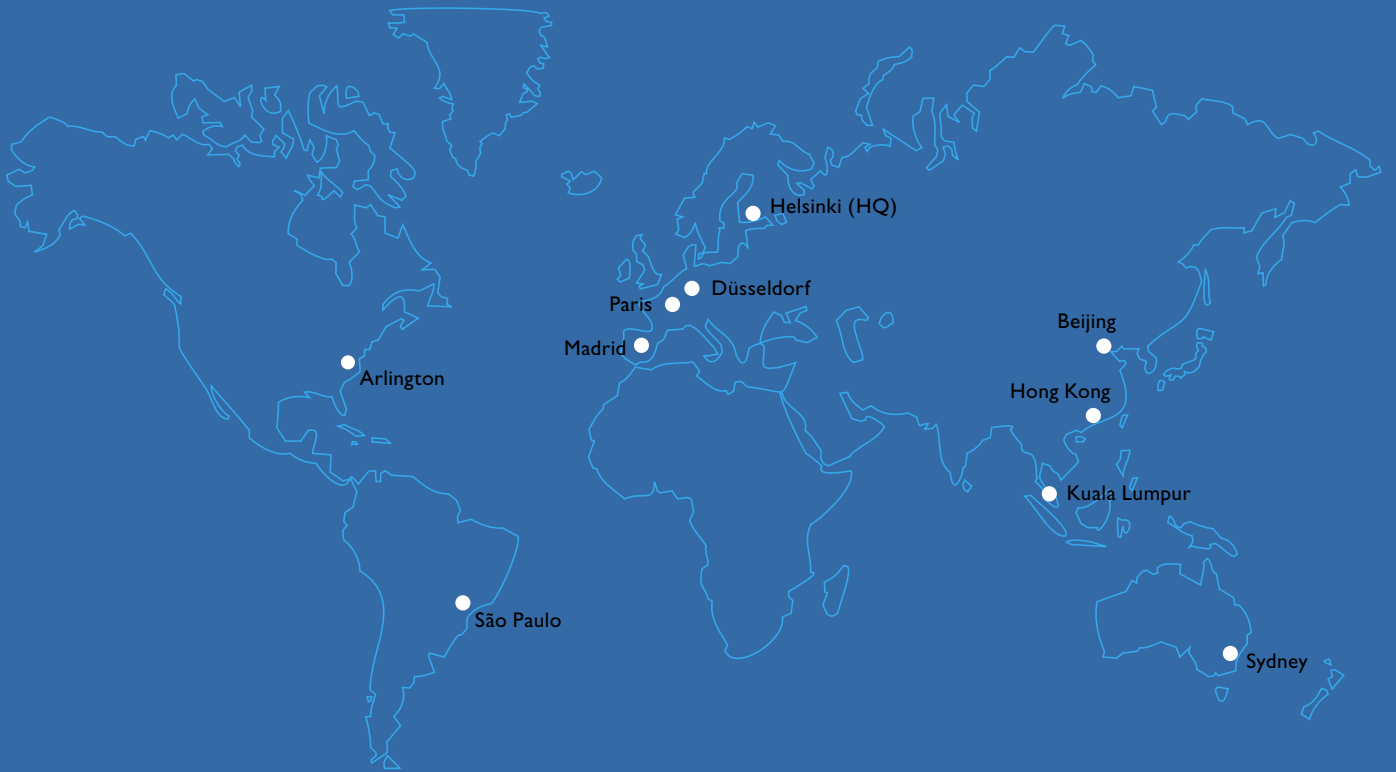 Helsinki (HQ)
Düsseldorf
Paris
Beijing
Madrid
Arlington
Hong Kong
Kuala Lumpur
São Paulo
Sydney